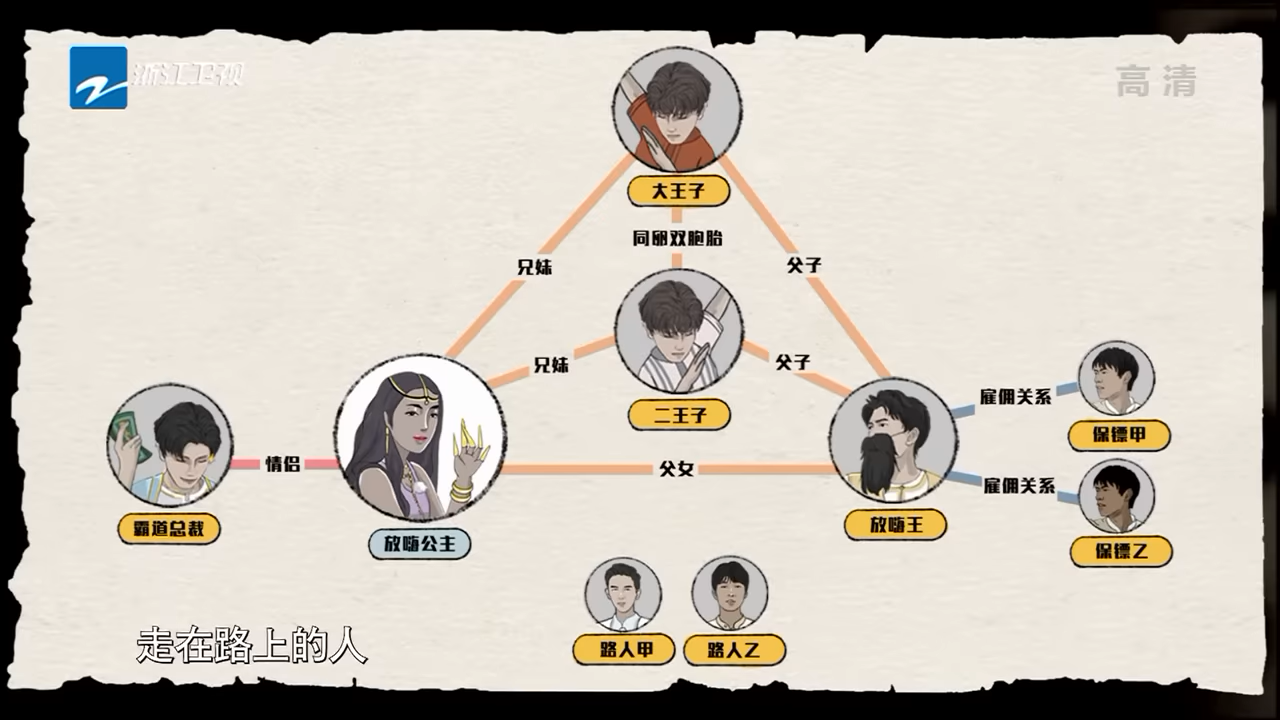 浙江卫视
高清
大王子
同卵双胞胎
兄妹
父子
兄妹
父子
二王子
雇佣关系
保镖甲
情侣
父女
雇佣关系
霸道总裁
放嗨公主
放嗨王
保镖乙
路人甲
路人乙
走在路上的人